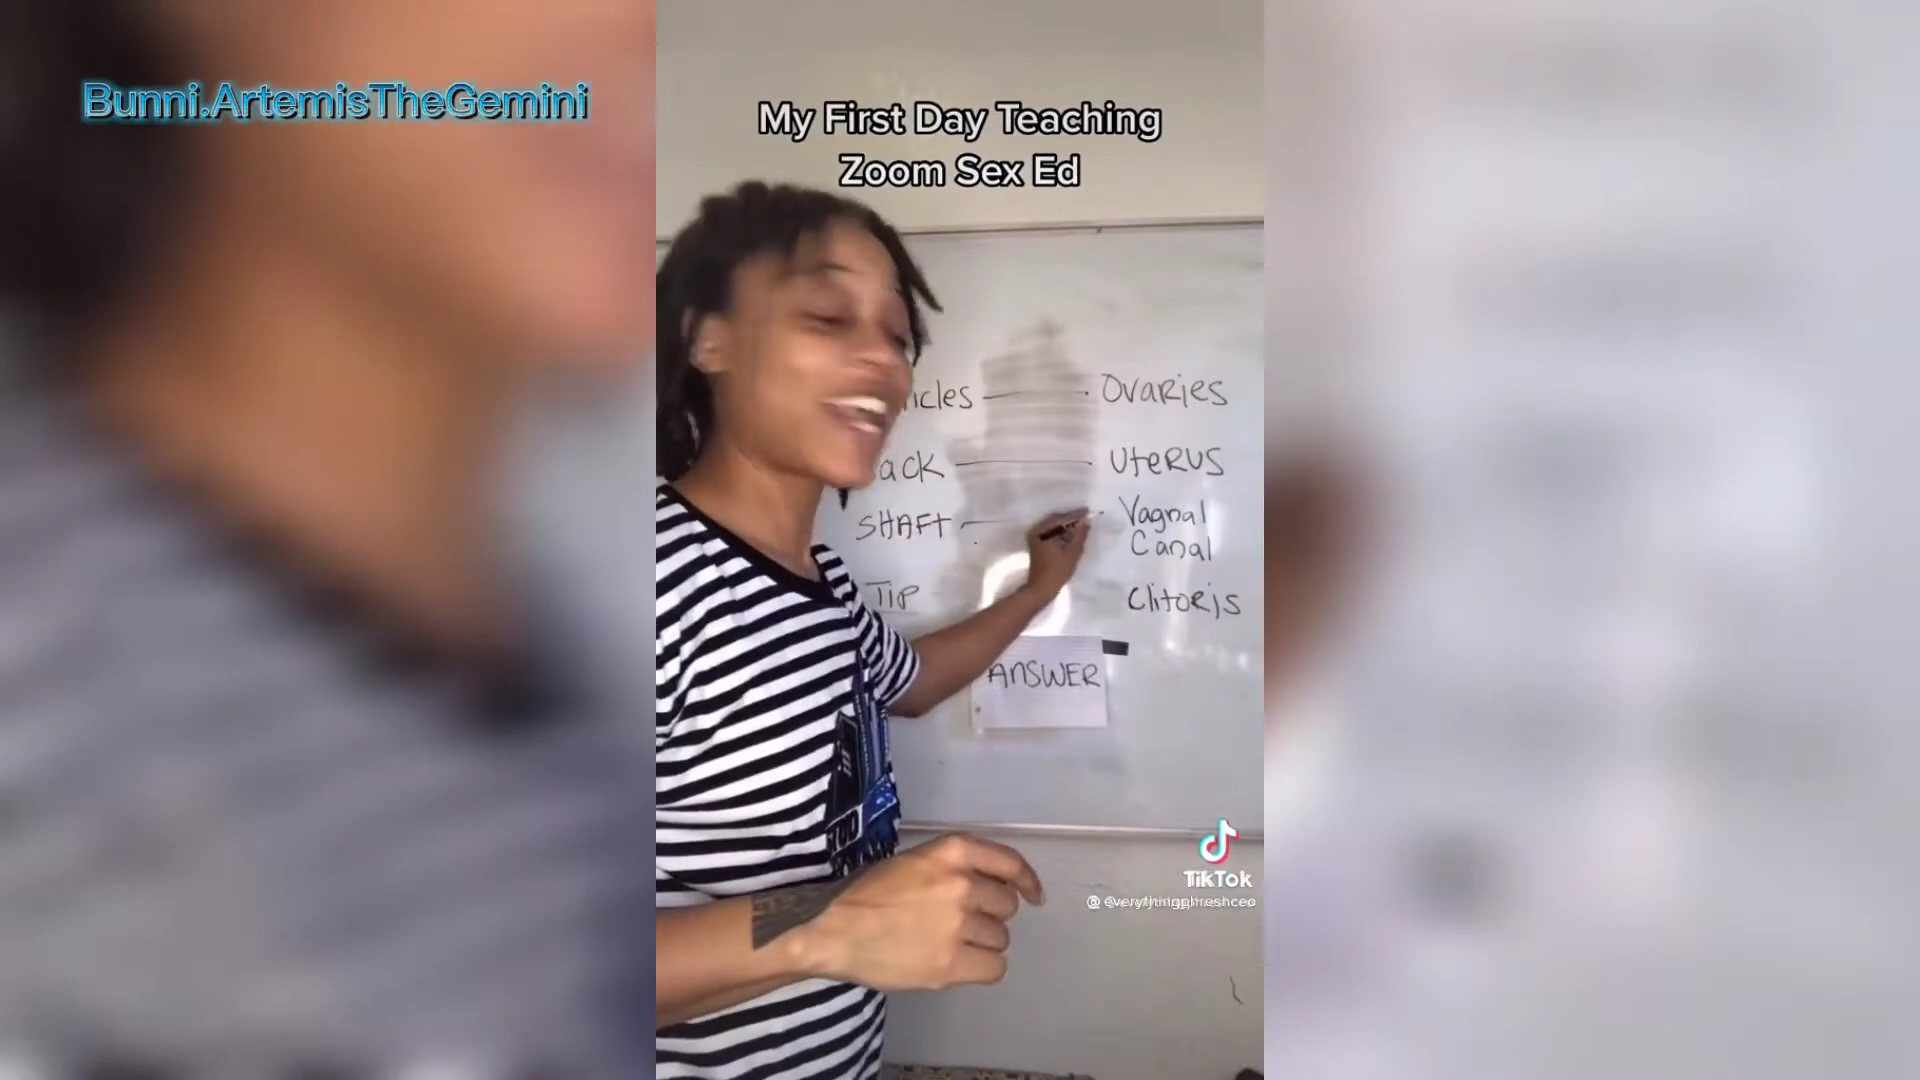 Bunni.ArtemisTheGemini
My First Day Teaching
Zoom Sex Ed
icles Ovaries
ack UteRUS
SHAFt Vagnal
Canal
TIP ClitoRis
ANSWER
TikTok
@everythingphreshceo